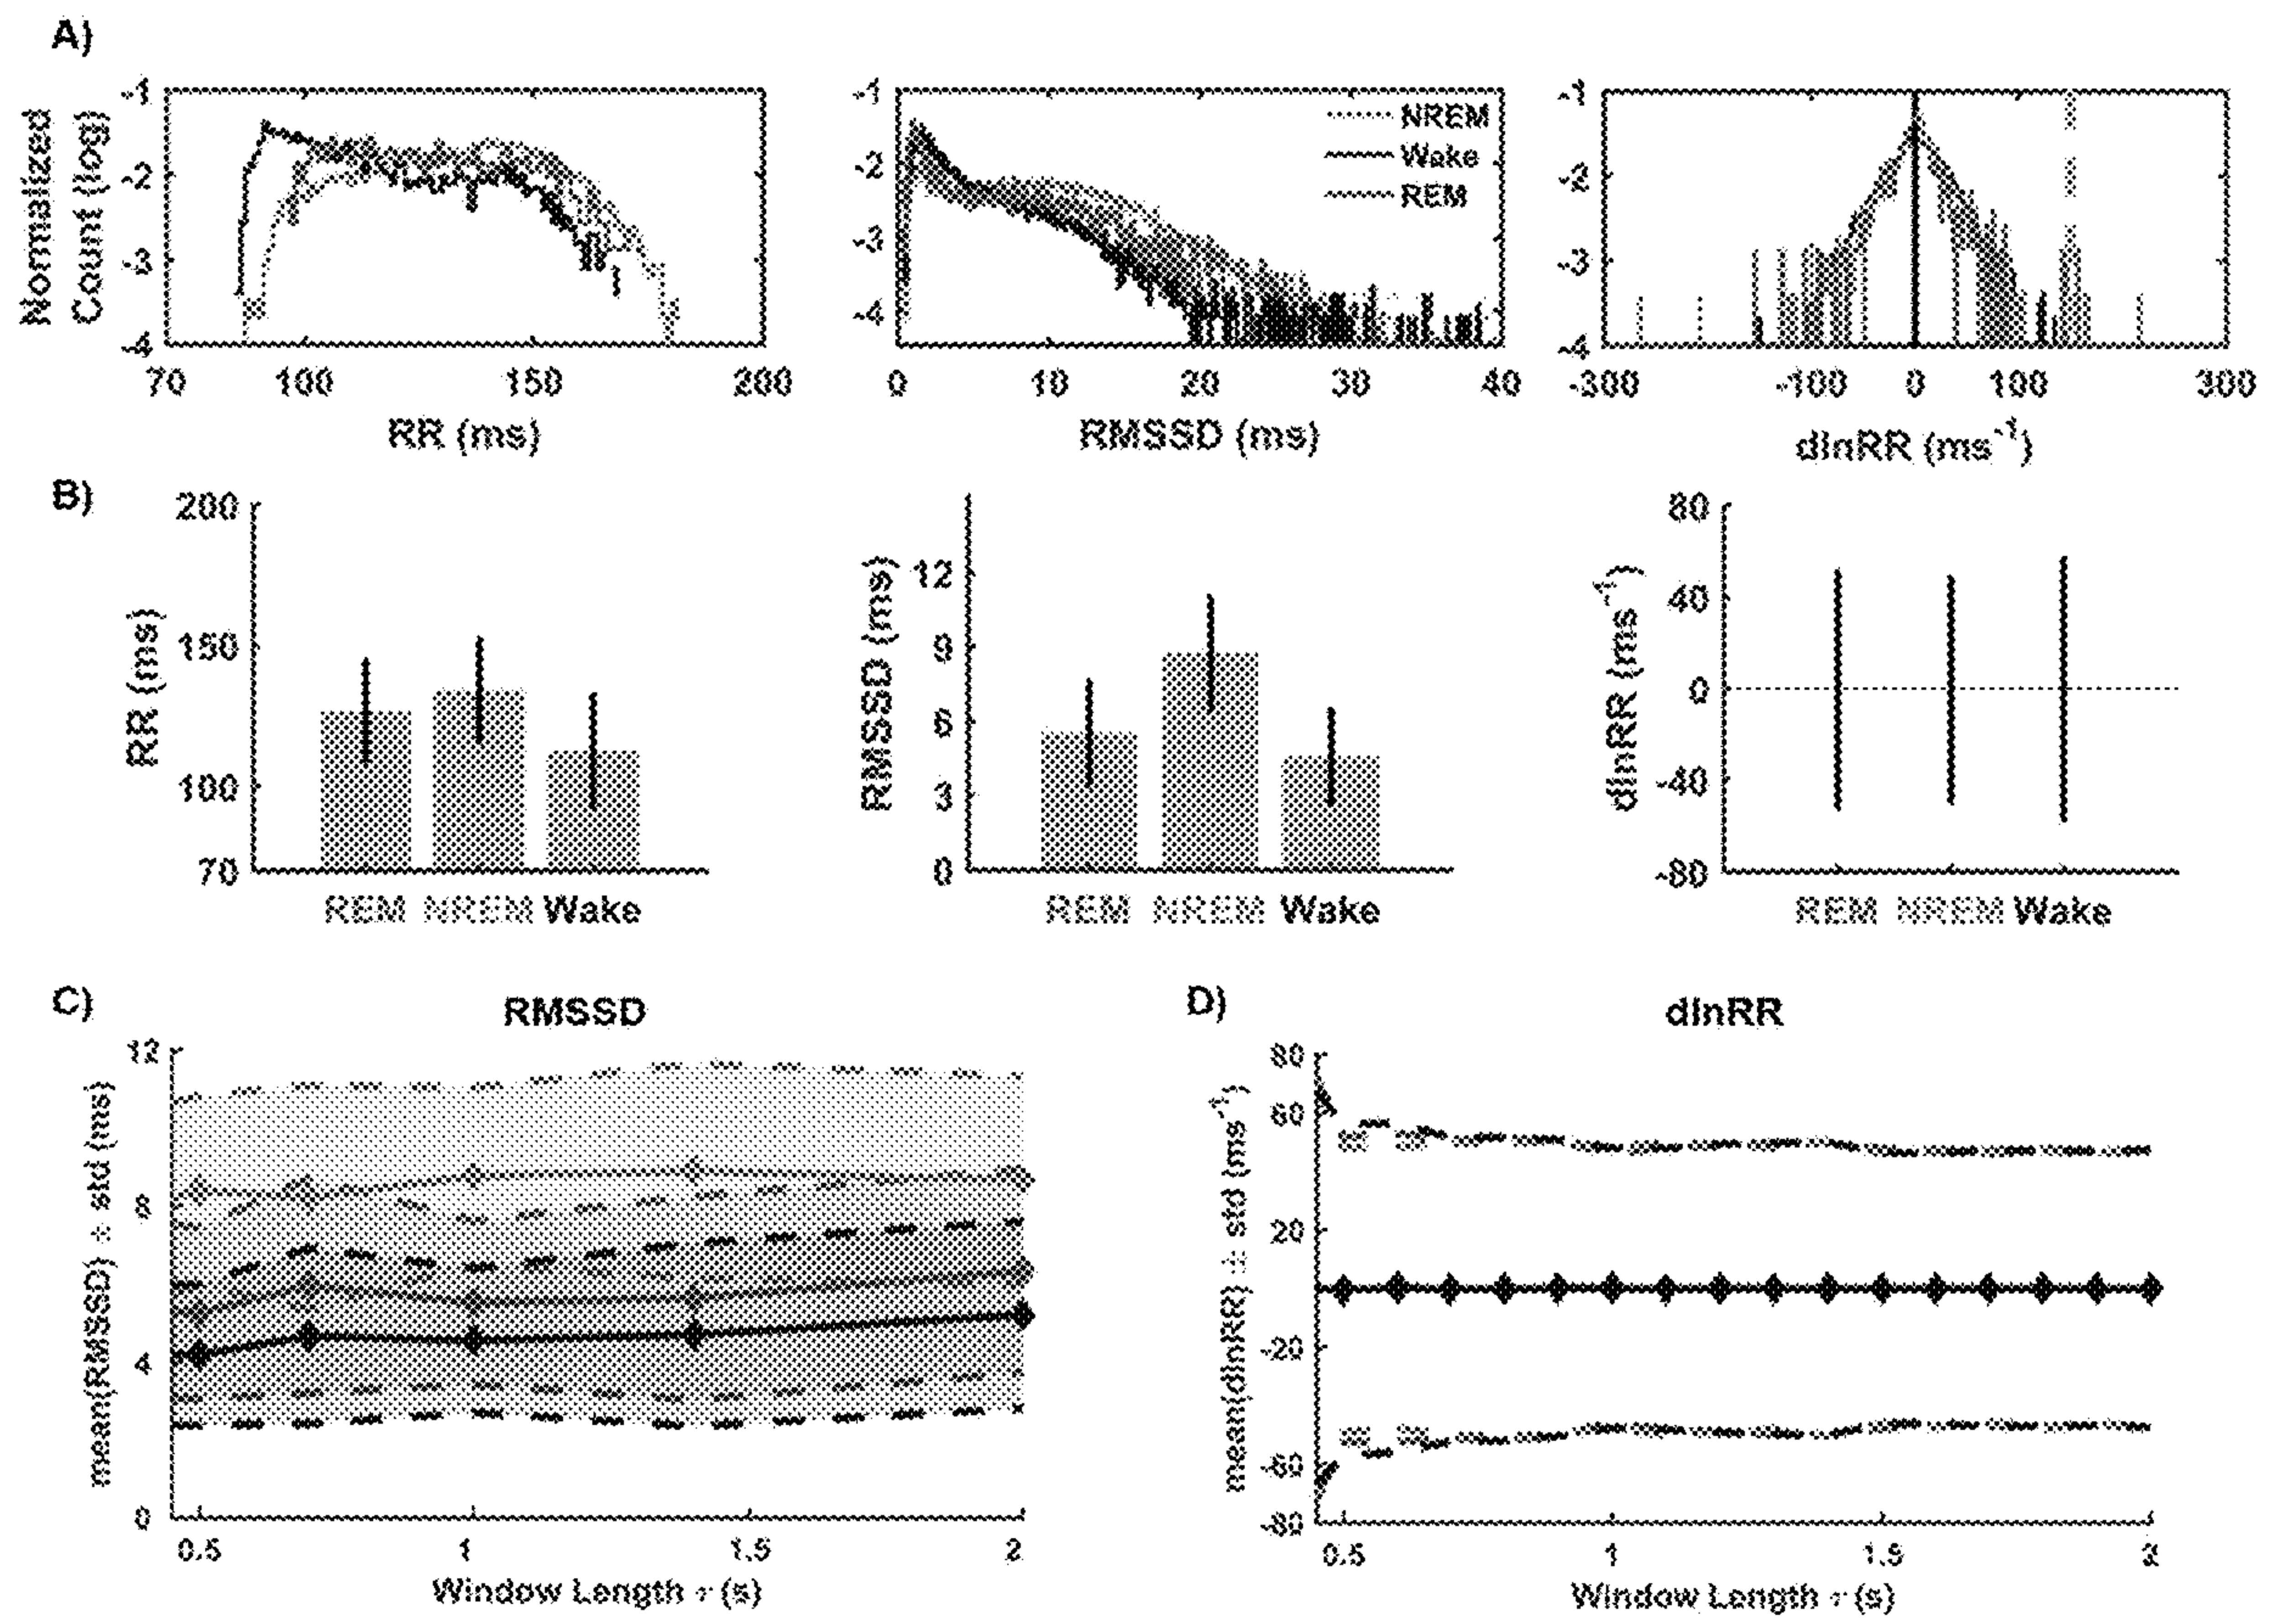 A)
Normalized
Count (log)
-1
-2
-3
-4
70 100 150 200
RR (ms)
-1
-2
-3
-4
NREM
Wake
REM
0 10 20 30 40
RMSSD (ms)
-1
-2
-3
-4
-300 -100 0 100 300
dlnRR (ms⁻¹)
B)
RR (ms)
200
150
100
70
REM NREM Wake
RMSSD (ms)
12
9
6
3
0
REM NREM Wake
dlnRR (ms⁻¹)
80
40
0
-40
-80
REM NREM Wake
C)
RMSSD
mean(RMSSD) ± std (ms)
12
8
4
0
0.5 1 1.5 2
Window Length τ (s)
D)
dlnRR
mean(dlnRR) ± std (ms⁻¹)
80
60
20
-20
-60
-80
0.5 1 1.5 2
Window Length τ (s)